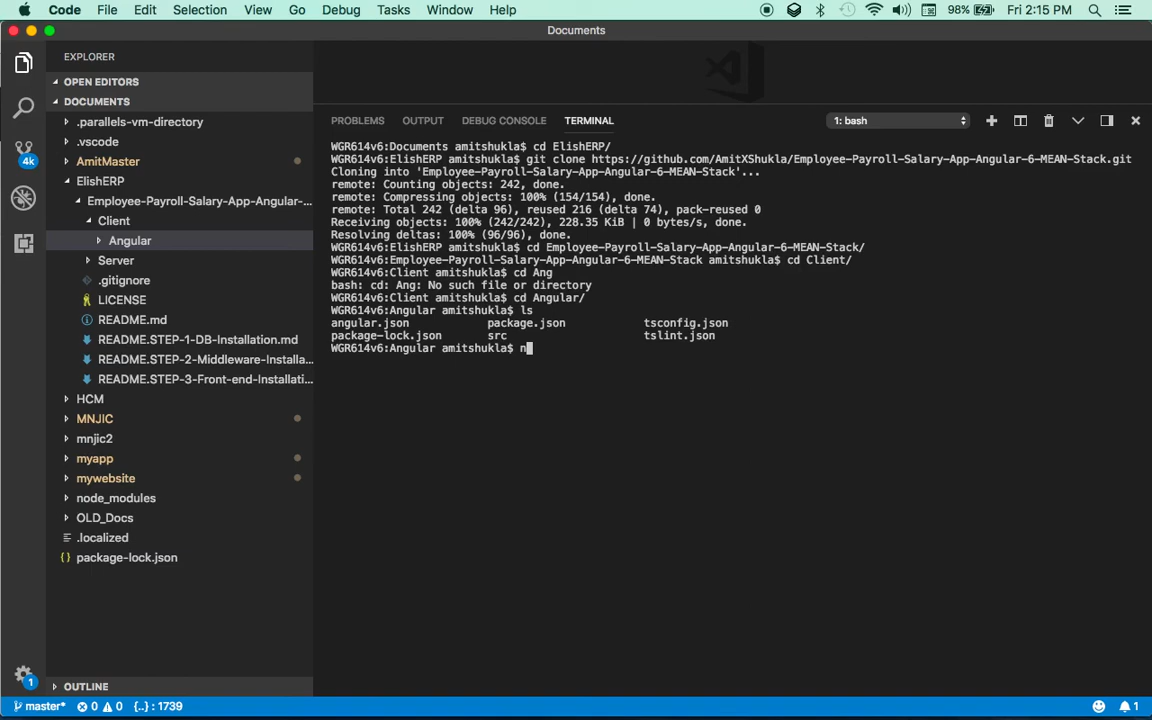 Code File Edit Selection View Go Debug Tasks Window Help 98% Fri 2:15 PM
Documents
EXPLORER
OPEN EDITORS
DOCUMENTS
.parallels-vm-directory
.vscode
AmitMaster
ElishERP
Employee-Payroll-Salary-App-Angular-...
Client
Angular
Server
.gitignore
LICENSE
README.md
README.STEP-1-DB-Installation.md
README.STEP-2-Middleware-Installa...
README.STEP-3-Front-end-Installati...
HCM
MNJIC
mnjic2
myapp
mywebsite
node_modules
OLD_Docs
.localized
{} package-lock.json
OUTLINE
4k
1
PROBLEMS OUTPUT DEBUG CONSOLE TERMINAL 1: bash
WGR614v6:Documents amitshukla$ cd ElishERP/
WGR614v6:ElishERP amitshukla$ git clone https://github.com/AmitXShukla/Employee-Payroll-Salary-App-Angular-6-MEAN-Stack.git
Cloning into 'Employee-Payroll-Salary-App-Angular-6-MEAN-Stack'...
remote: Counting objects: 242, done.
remote: Compressing objects: 100% (154/154), done.
remote: Total 242 (delta 96), reused 216 (delta 74), pack-reused 0
Receiving objects: 100% (242/242), 228.35 KiB | 0 bytes/s, done.
Resolving deltas: 100% (96/96), done.
WGR614v6:ElishERP amitshukla$ cd Employee-Payroll-Salary-App-Angular-6-MEAN-Stack/
WGR614v6:Employee-Payroll-Salary-App-Angular-6-MEAN-Stack amitshukla$ cd Client/
WGR614v6:Client amitshukla$ cd Ang
bash: cd: Ang: No such file or directory
WGR614v6:Client amitshukla$ cd Angular/
WGR614v6:Angular amitshukla$ ls
angular.json package.json tsconfig.json
package-lock.json src tslint.json
WGR614v6:Angular amitshukla$ n
master* 0 0 {..} : 1739 1